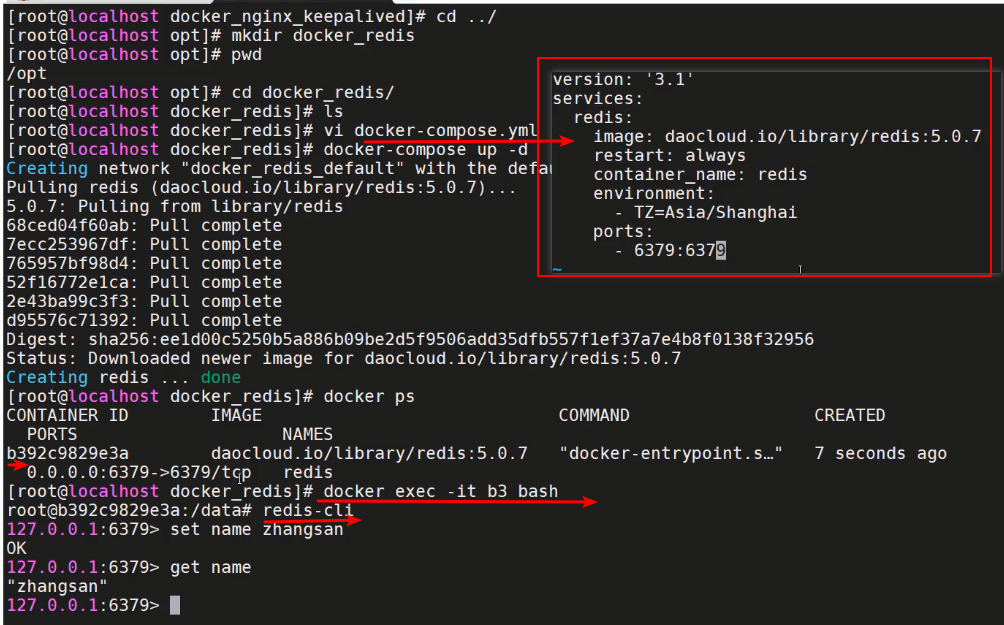 [root@localhost docker_nginx_keepalived]# cd ../
[root@localhost opt]# mkdir docker_redis
[root@localhost opt]# pwd
/opt
[root@localhost opt]# cd docker_redis/
[root@localhost docker_redis]# ls
[root@localhost docker_redis]# vi docker-compose.yml
[root@localhost docker_redis]# docker-compose up -d
Creating network "docker_redis_default" with the defau
Pulling redis (daocloud.io/library/redis:5.0.7)...
5.0.7: Pulling from library/redis
68ced04f60ab: Pull complete
7ecc253967df: Pull complete
765957bf98d4: Pull complete
52f16772e1ca: Pull complete
2e43ba99c3f3: Pull complete
d95576c71392: Pull complete
Digest: sha256:ee1d00c5250b5a886b09be2d5f9506add35dfb557f1ef37a7e4b8f0138f32956
Status: Downloaded newer image for daocloud.io/library/redis:5.0.7
Creating redis ... done
[root@localhost docker_redis]# docker ps
CONTAINER ID        IMAGE                             COMMAND                  CREATED
  PORTS                    NAMES
b392c9829e3a        daocloud.io/library/redis:5.0.7   "docker-entrypoint.s…"   7 seconds ago
  0.0.0.0:6379->6379/tcp   redis
[root@localhost docker_redis]# docker exec -it b3 bash
root@b392c9829e3a:/data# redis-cli
127.0.0.1:6379> set name zhangsan
OK
127.0.0.1:6379> get name
"zhangsan"
127.0.0.1:6379>
version: '3.1'
services:
  redis:
    image: daocloud.io/library/redis:5.0.7
    restart: always
    container_name: redis
    environment:
      - TZ=Asia/Shanghai
    ports:
      - 6379:6379
~